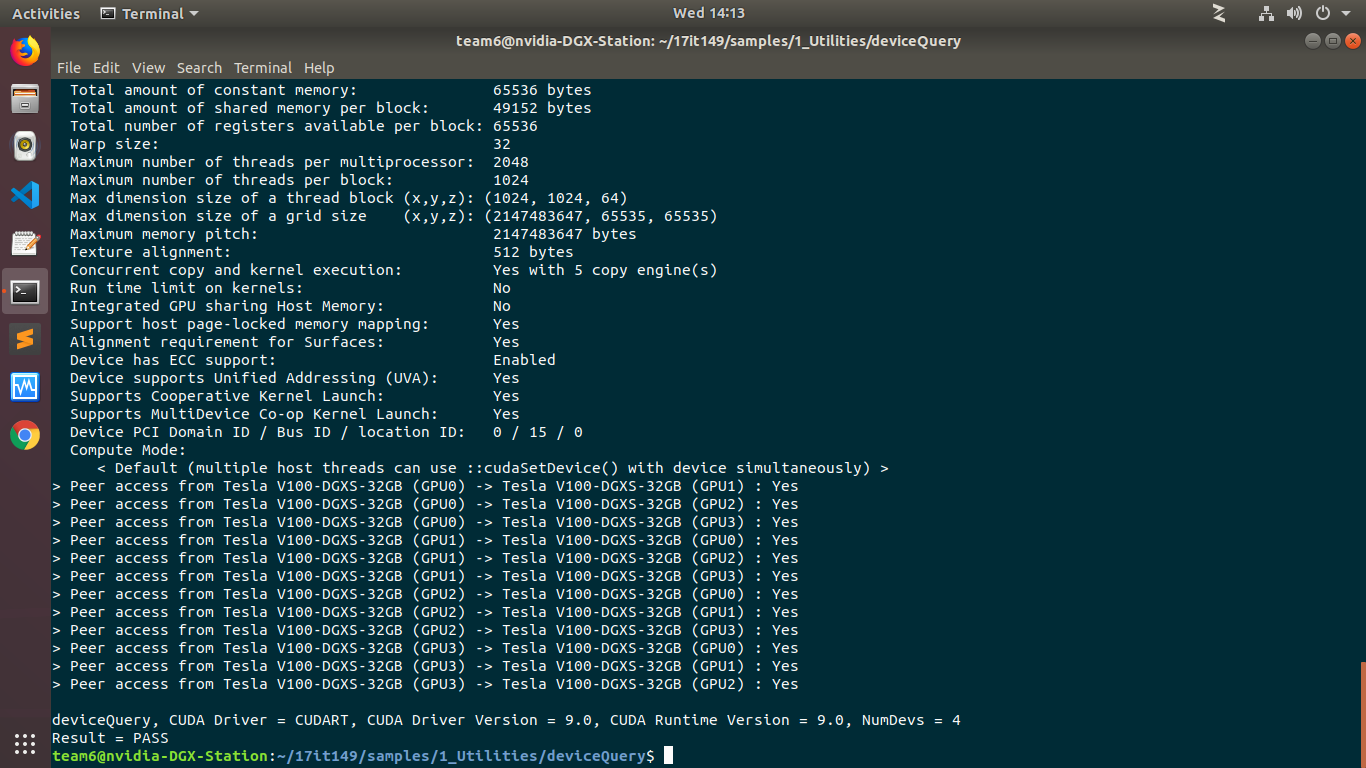 Activities Terminal Wed 14:13
team6@nvidia-DGX-Station: ~/17it149/samples/1_Utilities/deviceQuery
File Edit View Search Terminal Help
Total amount of constant memory: 65536 bytes
Total amount of shared memory per block: 49152 bytes
Total number of registers available per block: 65536
Warp size: 32
Maximum number of threads per multiprocessor: 2048
Maximum number of threads per block: 1024
Max dimension size of a thread block (x,y,z): (1024, 1024, 64)
Max dimension size of a grid size (x,y,z): (2147483647, 65535, 65535)
Maximum memory pitch: 2147483647 bytes
Texture alignment: 512 bytes
Concurrent copy and kernel execution: Yes with 5 copy engine(s)
Run time limit on kernels: No
Integrated GPU sharing Host Memory: No
Support host page-locked memory mapping: Yes
Alignment requirement for Surfaces: Yes
Device has ECC support: Enabled
Device supports Unified Addressing (UVA): Yes
Supports Cooperative Kernel Launch: Yes
Supports MultiDevice Co-op Kernel Launch: Yes
Device PCI Domain ID / Bus ID / location ID: 0 / 15 / 0
Compute Mode:
< Default (multiple host threads can use ::cudaSetDevice() with device simultaneously) >
> Peer access from Tesla V100-DGXS-32GB (GPU0) -> Tesla V100-DGXS-32GB (GPU1) : Yes
> Peer access from Tesla V100-DGXS-32GB (GPU0) -> Tesla V100-DGXS-32GB (GPU2) : Yes
> Peer access from Tesla V100-DGXS-32GB (GPU0) -> Tesla V100-DGXS-32GB (GPU3) : Yes
> Peer access from Tesla V100-DGXS-32GB (GPU1) -> Tesla V100-DGXS-32GB (GPU0) : Yes
> Peer access from Tesla V100-DGXS-32GB (GPU1) -> Tesla V100-DGXS-32GB (GPU2) : Yes
> Peer access from Tesla V100-DGXS-32GB (GPU1) -> Tesla V100-DGXS-32GB (GPU3) : Yes
> Peer access from Tesla V100-DGXS-32GB (GPU2) -> Tesla V100-DGXS-32GB (GPU0) : Yes
> Peer access from Tesla V100-DGXS-32GB (GPU2) -> Tesla V100-DGXS-32GB (GPU1) : Yes
> Peer access from Tesla V100-DGXS-32GB (GPU2) -> Tesla V100-DGXS-32GB (GPU3) : Yes
> Peer access from Tesla V100-DGXS-32GB (GPU3) -> Tesla V100-DGXS-32GB (GPU0) : Yes
> Peer access from Tesla V100-DGXS-32GB (GPU3) -> Tesla V100-DGXS-32GB (GPU1) : Yes
> Peer access from Tesla V100-DGXS-32GB (GPU3) -> Tesla V100-DGXS-32GB (GPU2) : Yes
deviceQuery, CUDA Driver = CUDART, CUDA Driver Version = 9.0, CUDA Runtime Version = 9.0, NumDevs = 4
Result = PASS
team6@nvidia-DGX-Station:~/17it149/samples/1_Utilities/deviceQuery$